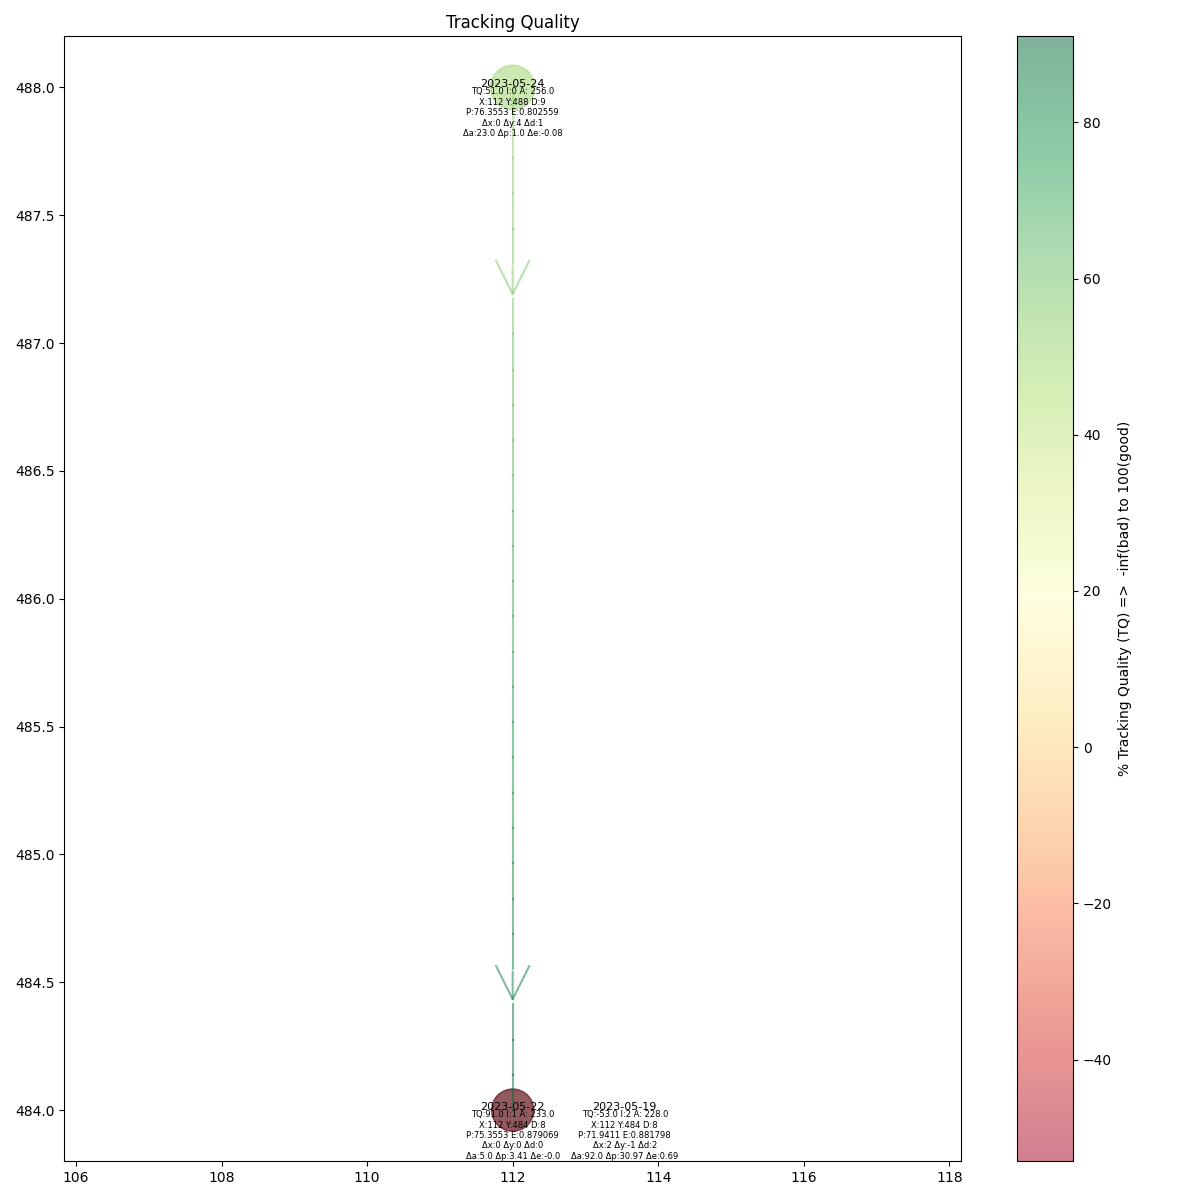 Tracking Quality
488.0
487.5
487.0
486.5
486.0
485.5
485.0
484.5
484.0
2023-05-24
TQ:51.0 I:0 A: 256.0
X:112 Y:488 D:9
P:76.3553 E:0.802559
Δx:0 Δy:4 Δd:1
Δa:23.0 Δp:1.0 Δe:-0.08
2023-05-22
TQ:91.0 I:1 A: 233.0
X:112 Y:484 D:8
P:75.3553 E:0.879069
Δx:0 Δy:0 Δd:0
Δa:5.0 Δp:3.41 Δe:-0.0
2023-05-19
TQ:-53.0 I:2 A: 228.0
X:112 Y:484 D:8
P:71.9411 E:0.881798
Δx:2 Δy:-1 Δd:2
Δa:92.0 Δp:30.97 Δe:0.69
106 108 110 112 114 116 118
80
60
40
20
0
−20
−40
% Tracking Quality (TQ) => -inf(bad) to 100(good)